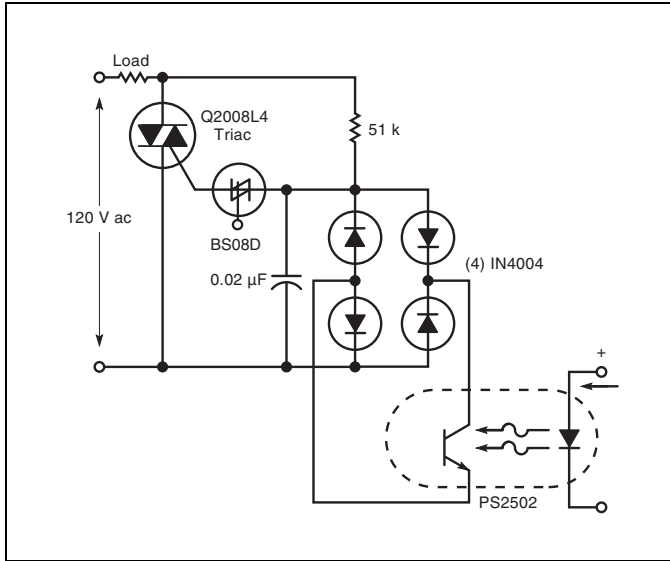 Load
Q2008L4
Triac
51 k
120 V ac
BS08D
(4) IN4004
0.02 µF
+
PS2502